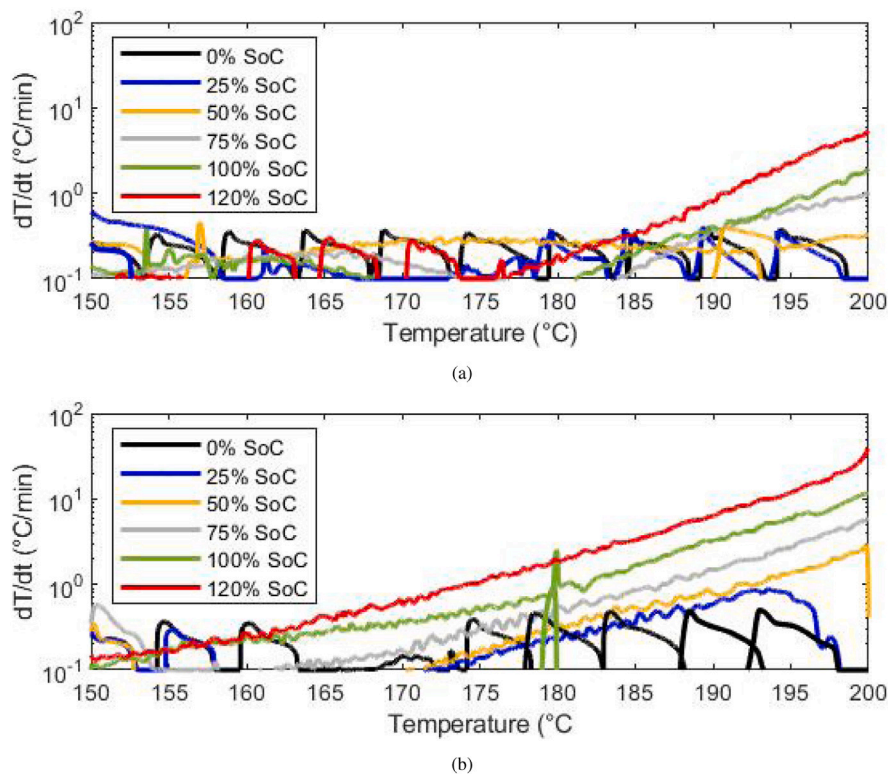 10²
10¹
10⁰
10⁻¹
dT/dt (°C/min)
0% SoC
25% SoC
50% SoC
75% SoC
100% SoC
120% SoC
150 155 160 165 170 175 180 185 190 195 200
Temperature (°C)
(a)
10²
10¹
10⁰
10⁻¹
dT/dt (°C/min)
0% SoC
25% SoC
50% SoC
75% SoC
100% SoC
120% SoC
150 155 160 165 170 175 180 185 190 195 200
Temperature (°C
(b)